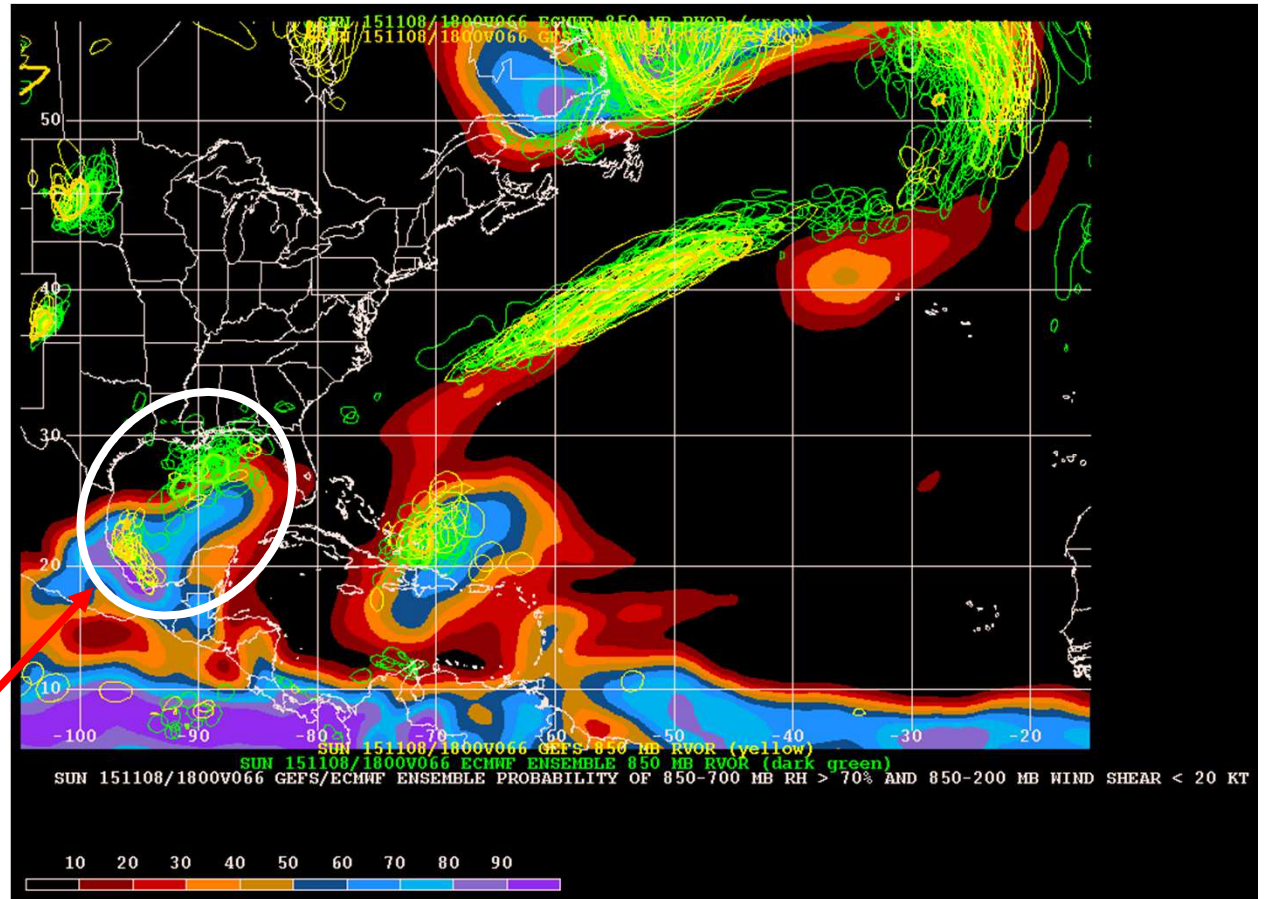 SUN 151108/1800V066 ECMWF 850 MB RVOR (green)
SUN 151108/1800V066 GEFS 850 MB RVOR (yellow)
50
40
30
20
10
-100 -90 -80 -70 -60 -50 -40 -30 -20
SUN 151108/1800V066 GEFS 850 MB RVOR (yellow)
SUN 151108/1800V066 ECMWF ENSEMBLE 850 MB RVOR (dark green)
SUN 151108/1800V066 GEFS/ECMWF ENSEMBLE PROBABILITY OF 850-700 MB RH > 70% AND 850-200 MB WIND SHEAR < 20 KT
10 20 30 40 50 60 70 80 90